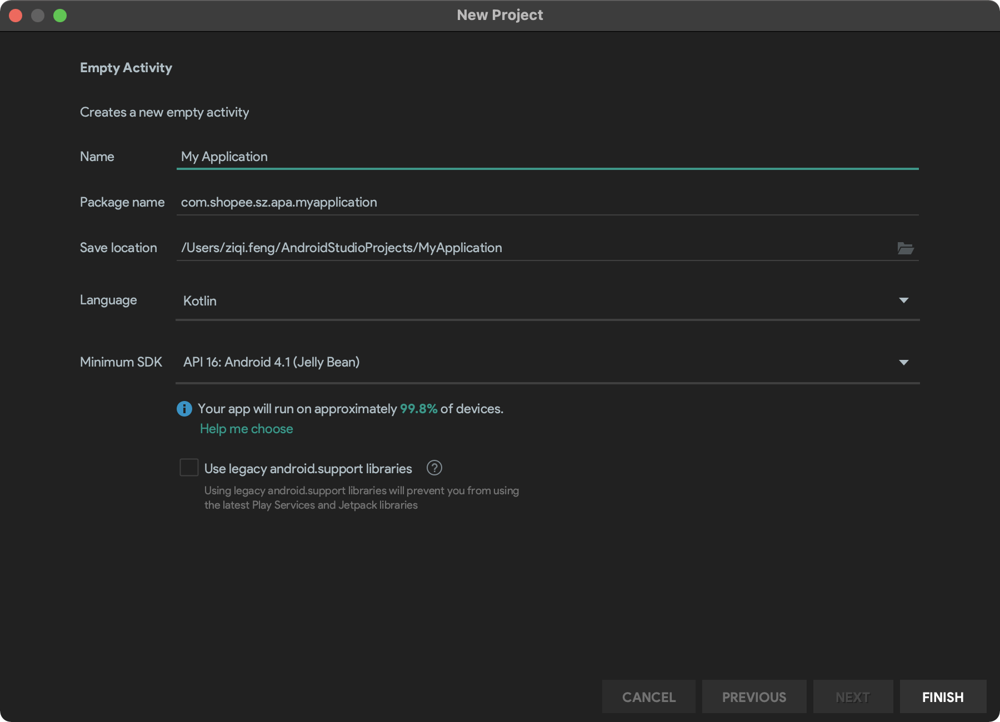 New Project
Empty Activity
Creates a new empty activity
Name My Application
Package name com.shopee.sz.apa.myapplication
Save location /Users/ziqi.feng/AndroidStudioProjects/MyApplication
Language Kotlin
Minimum SDK API 16: Android 4.1 (Jelly Bean)
Your app will run on approximately 99.8% of devices.
Help me choose
Use legacy android.support libraries ?
Using legacy android.support libraries will prevent you from using
the latest Play Services and Jetpack libraries
CANCEL PREVIOUS NEXT FINISH